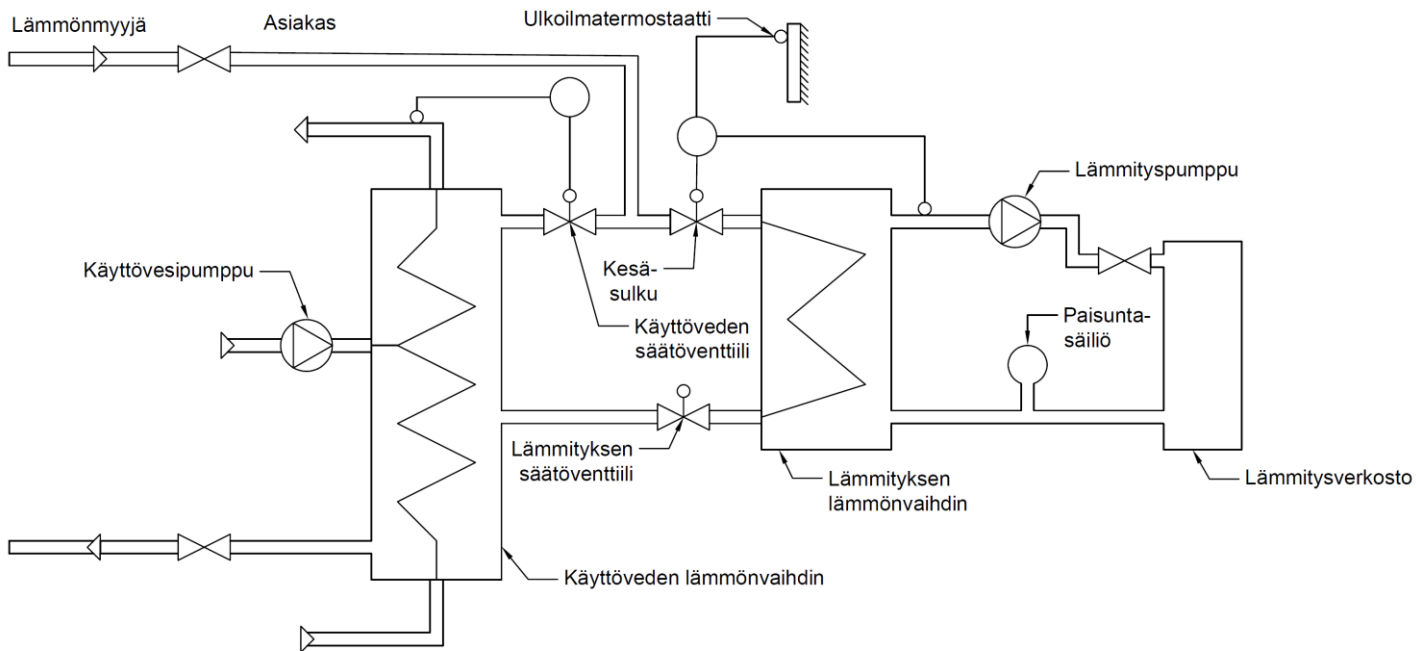 Lämmönmyyjä
Asiakas
Ulkoilmatermostaatti
Lämmityspumppu
Käyttövesipumppu
Kesä-
sulku
Käyttöveden
säätöventtiili
Paisunta-
säiliö
Lämmityksen
säätöventtiili
Lämmityksen
lämmönvaihdin
Lämmitysverkosto
Käyttöveden lämmönvaihdin